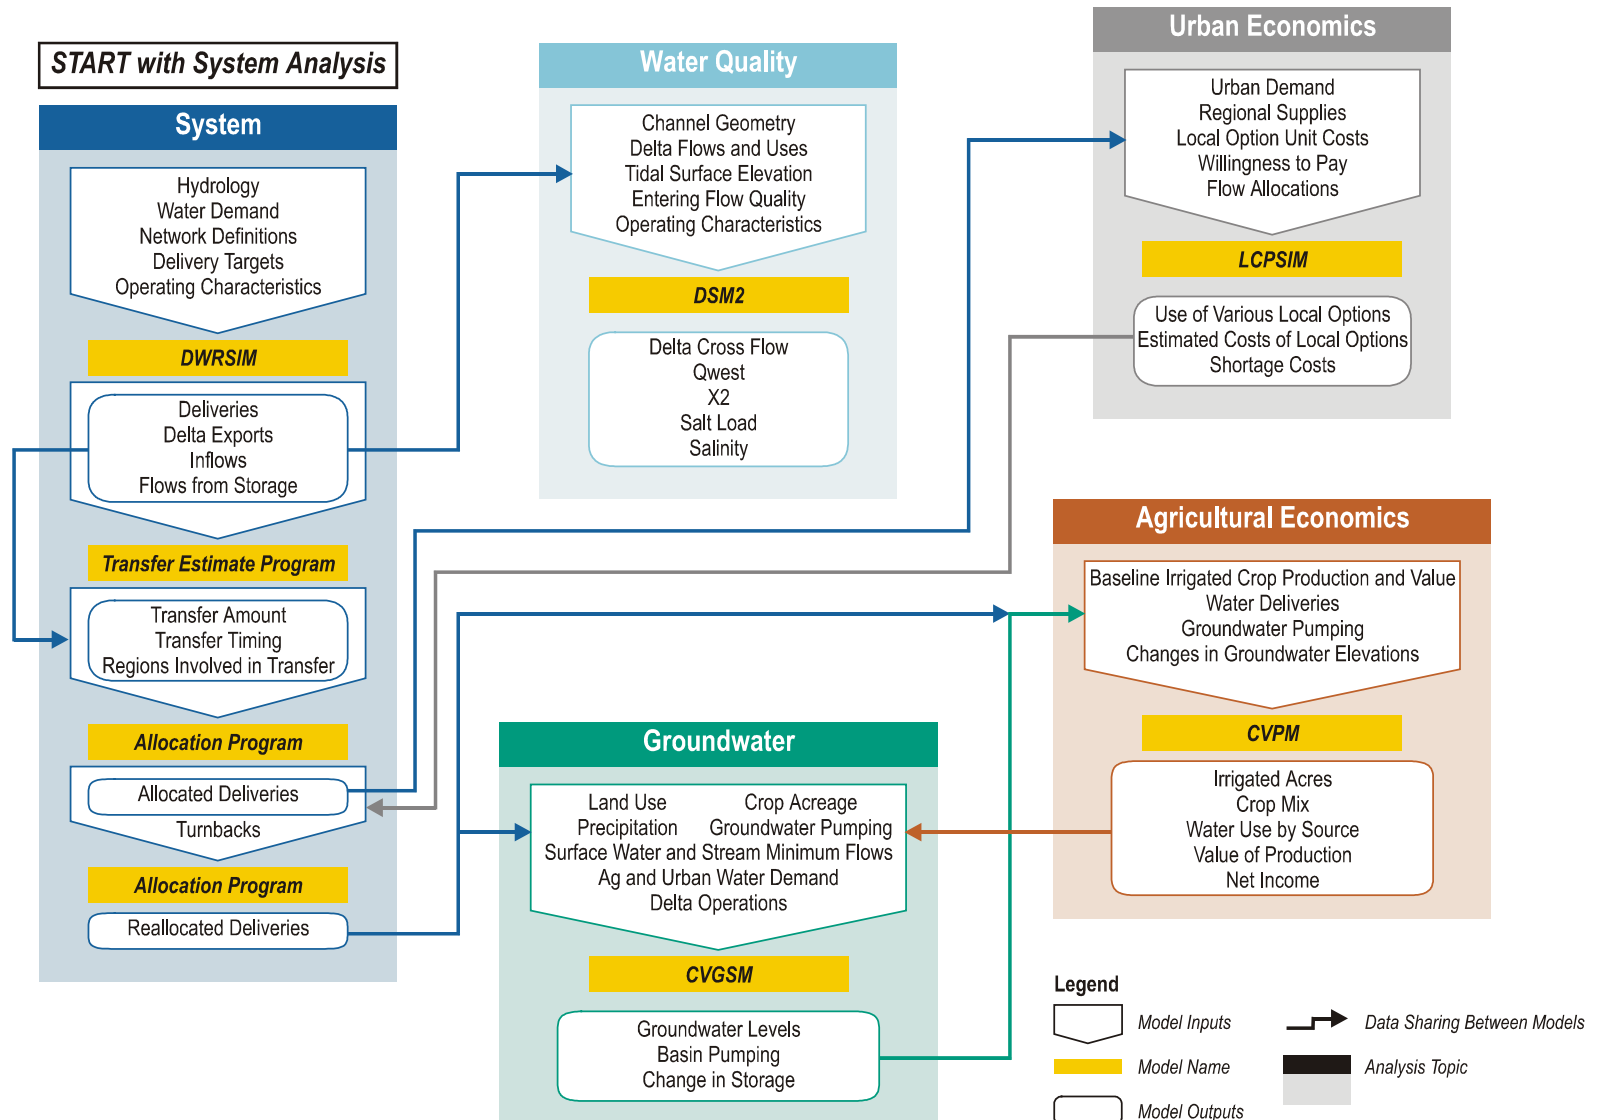 START with System Analysis
System
Hydrology
Water Demand
Network Definitions
Delivery Targets
Operating Characteristics
DWRSIM
Deliveries
Delta Exports
Inflows
Flows from Storage
Transfer Estimate Program
Transfer Amount
Transfer Timing
Regions Involved in Transfer
Allocation Program
Allocated Deliveries
Turnbacks
Allocation Program
Reallocated Deliveries
Water Quality
Channel Geometry
Delta Flows and Uses
Tidal Surface Elevation
Entering Flow Quality
Operating Characteristics
DSM2
Delta Cross Flow
Qwest
X2
Salt Load
Salinity
Urban Economics
Urban Demand
Regional Supplies
Local Option Unit Costs
Willingness to Pay
Flow Allocations
LCPSIM
Use of Various Local Options
Estimated Costs of Local Options
Shortage Costs
Groundwater
Land Use Crop Acreage
Precipitation Groundwater Pumping
Surface Water and Stream Minimum Flows
Ag and Urban Water Demand
Delta Operations
CVGSM
Groundwater Levels
Basin Pumping
Change in Storage
Agricultural Economics
Baseline Irrigated Crop Production and Value
Water Deliveries
Groundwater Pumping
Changes in Groundwater Elevations
CVPM
Irrigated Acres
Crop Mix
Water Use by Source
Value of Production
Net Income
Legend
Model Inputs
Data Sharing Between Models
Model Name
Analysis Topic
Model Outputs